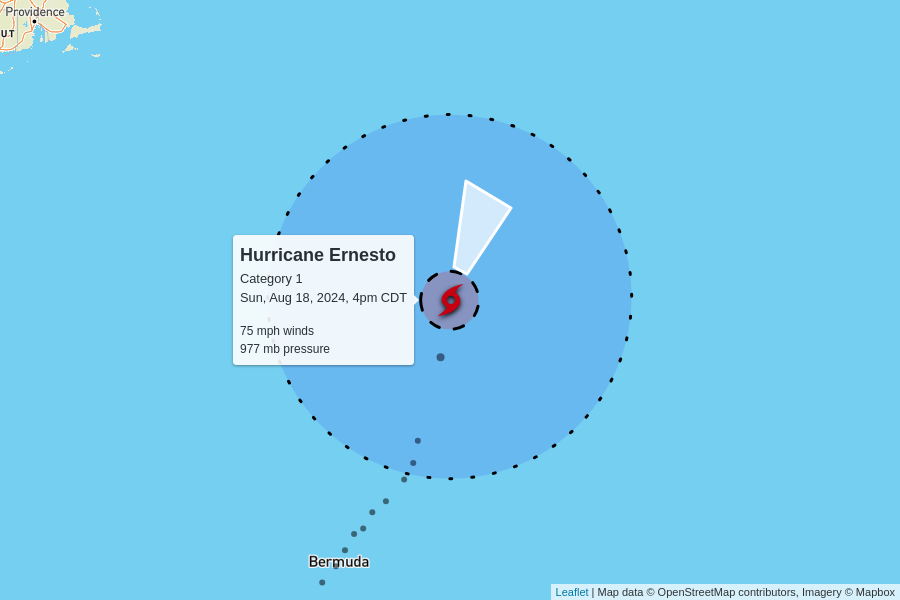 Providence
UT
Hurricane Ernesto
Category 1
Sun, Aug 18, 2024, 4pm CDT
75 mph winds
977 mb pressure
Bermuda
Leaflet | Map data © OpenStreetMap contributors, Imagery © Mapbox